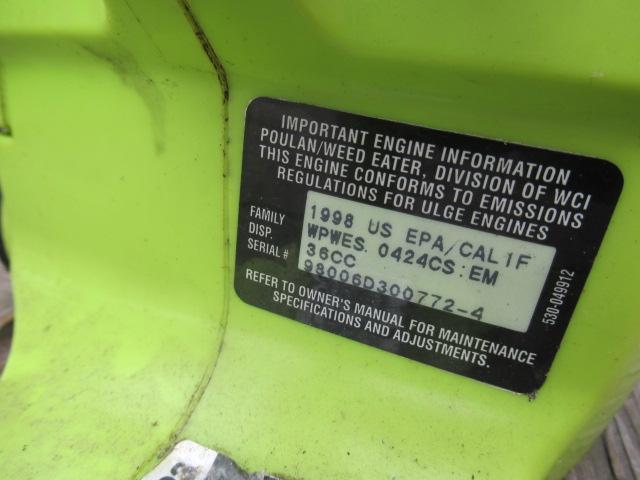 IMPORTANT ENGINE INFORMATION
POULAN/WEED EATER, DIVISION OF WCI
THIS ENGINE CONFORMS TO EMISSIONS
REGULATIONS FOR ULGE ENGINES
1998 US EPA/CALIF
FAMILY WPWES. 0424CS:EM
DISP. 36CC
SERIAL # 98006D300772-4
REFER TO OWNER'S MANUAL FOR MAINTENANCE
SPECIFICATIONS AND ADJUSTMENTS.
530-049912